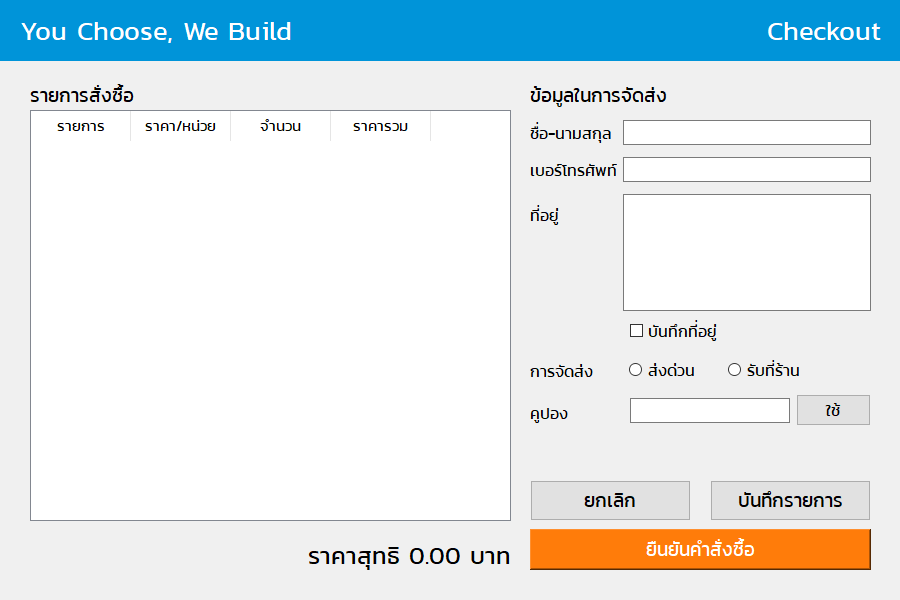 You Choose, We Build
Checkout
รายการสั่งซื้อ
รายการ ราคา/หน่วย จำนวน ราคารวม
ราคาสุทธิ 0.00 บาท
ข้อมูลในการจัดส่ง
ชื่อ-นามสกุล
เบอร์โทรศัพท์
ที่อยู่
บันทึกที่อยู่
การจัดส่ง ส่งด่วน รับที่ร้าน
คูปอง ใช้
ยกเลิก บันทึกรายการ
ยืนยันคำสั่งซื้อ